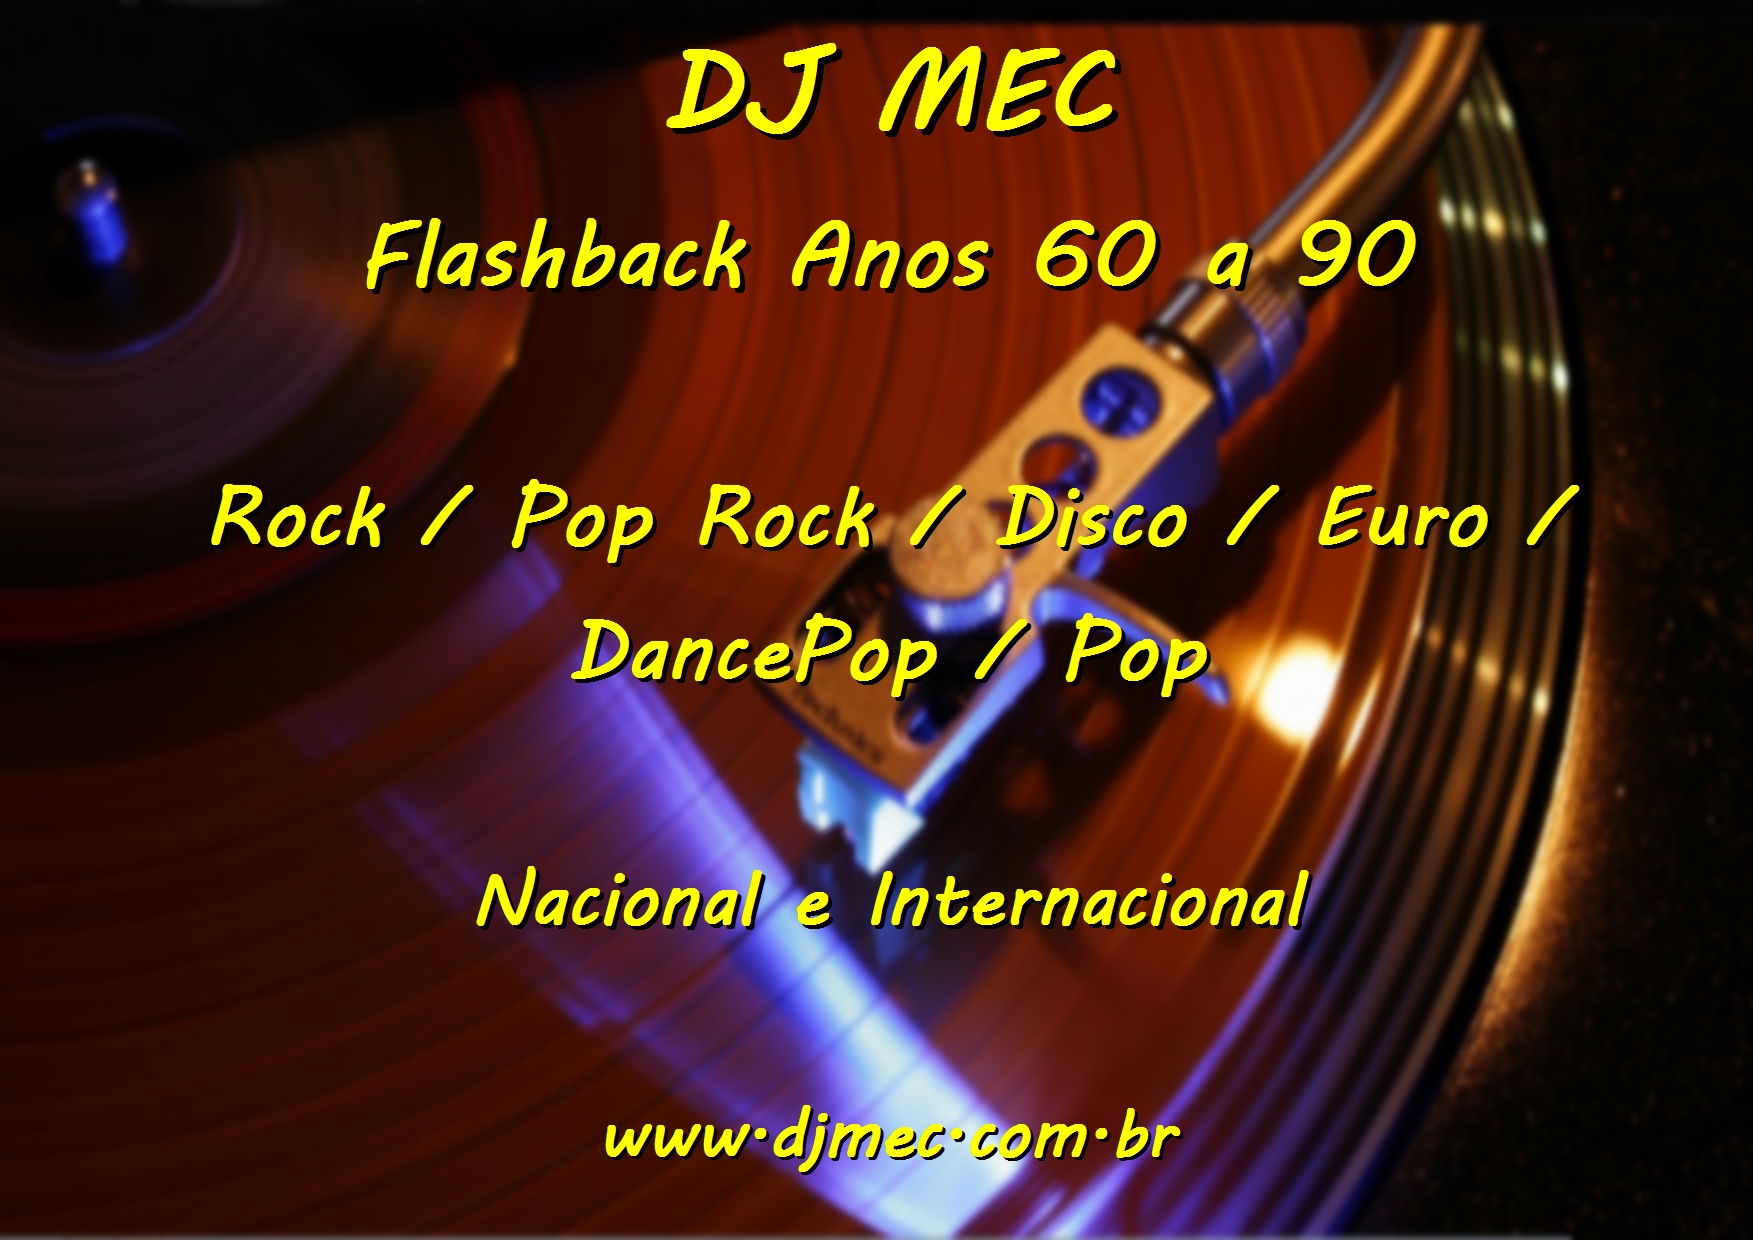 DJ MEC
Flashback Anos 60 a 90
Rock / Pop Rock / Disco / Euro /
DancePop / Pop
Technics
Nacional e Internacional
www.djmec.com.br